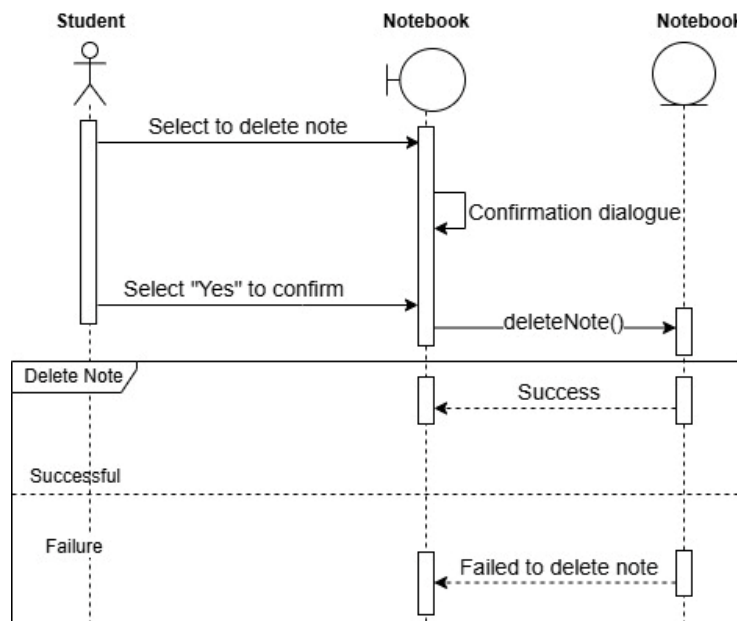 Student
Notebook
Notebook
Select to delete note
Confirmation dialogue
Select "Yes" to confirm
deleteNote()
Delete Note
Success
Successful
Failure
Failed to delete note